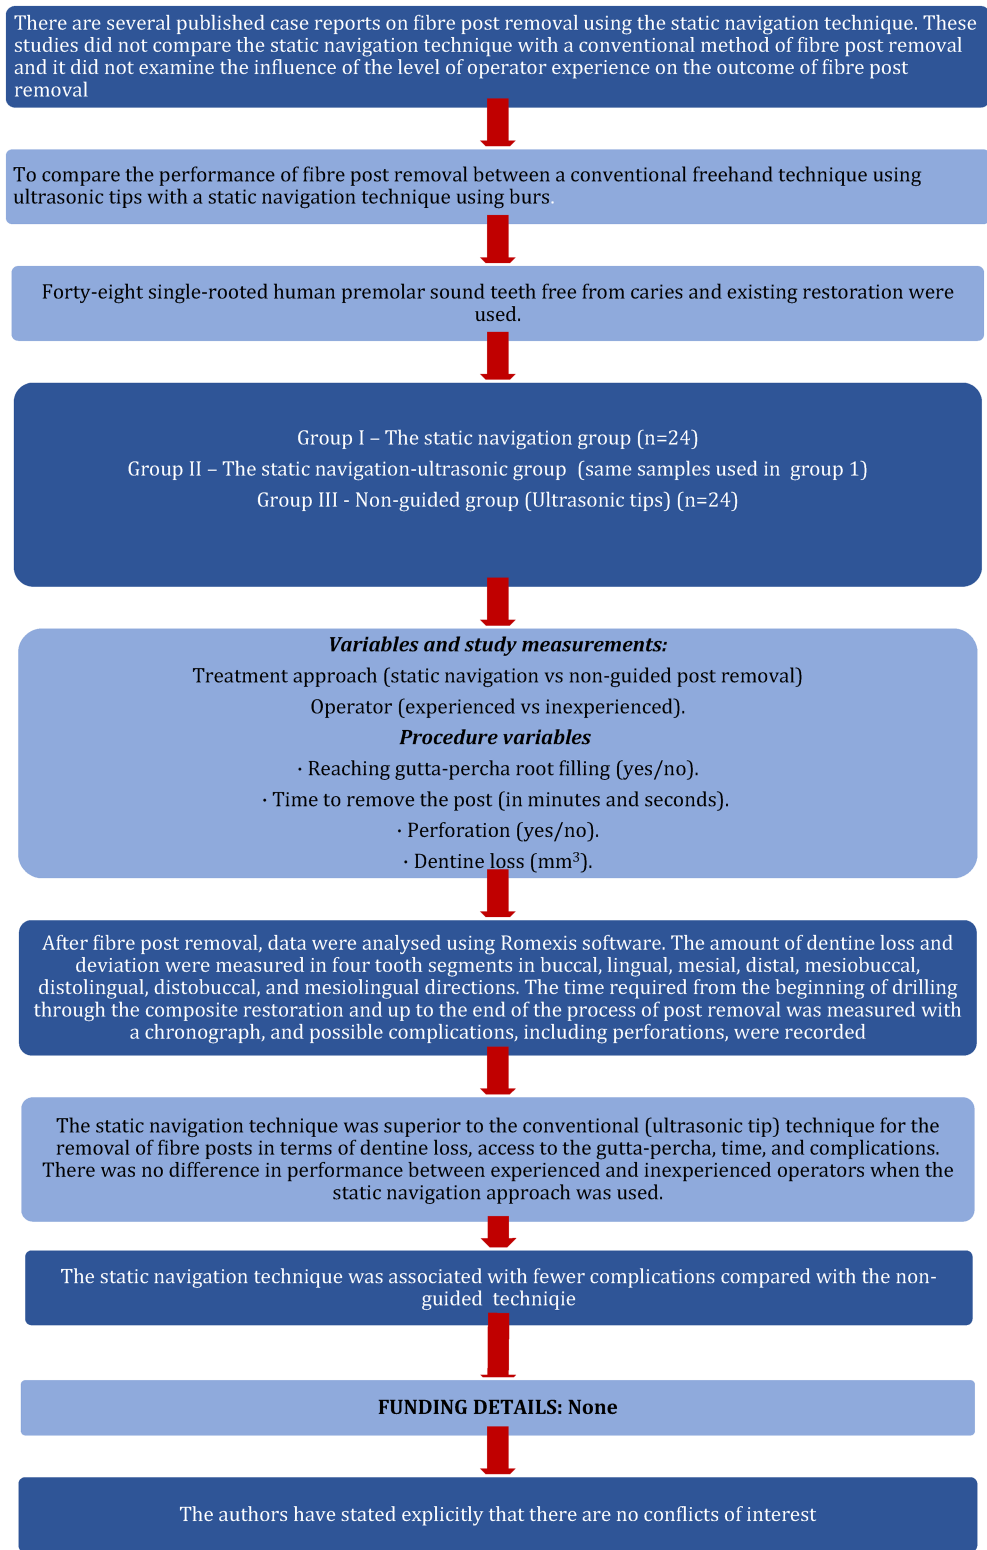 There are several published case reports on fibre post removal using the static navigation technique. These
studies did not compare the static navigation technique with a conventional method of fibre post removal
and it did not examine the influence of the level of operator experience on the outcome of fibre post
removal
To compare the performance of fibre post removal between a conventional freehand technique using
ultrasonic tips with a static navigation technique using burs.
Forty-eight single-rooted human premolar sound teeth free from caries and existing restoration were
used.
Group I – The static navigation group (n=24)
Group II – The static navigation-ultrasonic group (same samples used in group 1)
Group III - Non-guided group (Ultrasonic tips) (n=24)
Variables and study measurements:
Treatment approach (static navigation vs non-guided post removal)
Operator (experienced vs inexperienced).
Procedure variables
· Reaching gutta-percha root filling (yes/no).
· Time to remove the post (in minutes and seconds).
· Perforation (yes/no).
· Dentine loss (mm³).
After fibre post removal, data were analysed using Romexis software. The amount of dentine loss and
deviation were measured in four tooth segments in buccal, lingual, mesial, distal, mesiobuccal,
distolingual, distobuccal, and mesiolingual directions. The time required from the beginning of drilling
through the composite restoration and up to the end of the process of post removal was measured with
a chronograph, and possible complications, including perforations, were recorded
The static navigation technique was superior to the conventional (ultrasonic tip) technique for the
removal of fibre posts in terms of dentine loss, access to the gutta-percha, time, and complications.
There was no difference in performance between experienced and inexperienced operators when the
static navigation approach was used.
The static navigation technique was associated with fewer complications compared with the non-
guided techniqie
FUNDING DETAILS: None
The authors have stated explicitly that there are no conflicts of interest